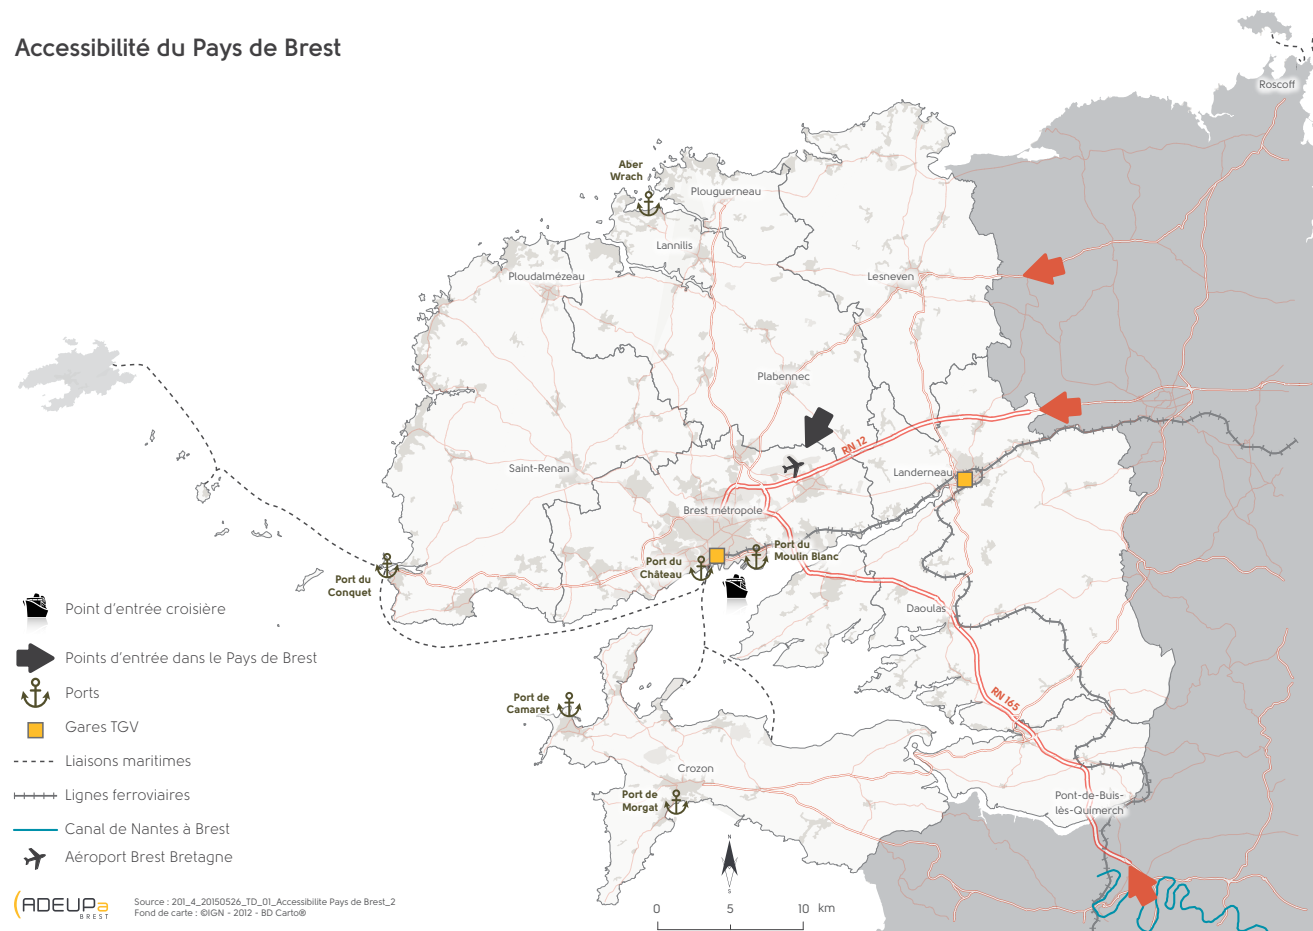 Accessibilité du Pays de Brest
Roscoff
Aber
Wrach
Plouguerneau
Lannilis
Ploudalmézeau
Lesneven
Plabennec
RN 12
Saint-Renan
Landerneau
Brest métropole
Port du
Moulin Blanc
Port du
Château
Port du
Conquet
Daoulas
RN 165
Port de
Camaret
Crozon
Port de
Morgat
Pont-de-Buis-
lès-Quimerch
Point d'entrée croisière
Points d'entrée dans le Pays de Brest
Ports
Gares TGV
Liaisons maritimes
Lignes ferroviaires
Canal de Nantes à Brest
Aéroport Brest Bretagne
N
S
0 5 10 km
ADEUPa
BREST
Source : 201_4_20150526_TD_01_Accessibilite Pays de Brest_2
Fond de carte : ©IGN - 2012 - BD Carto®